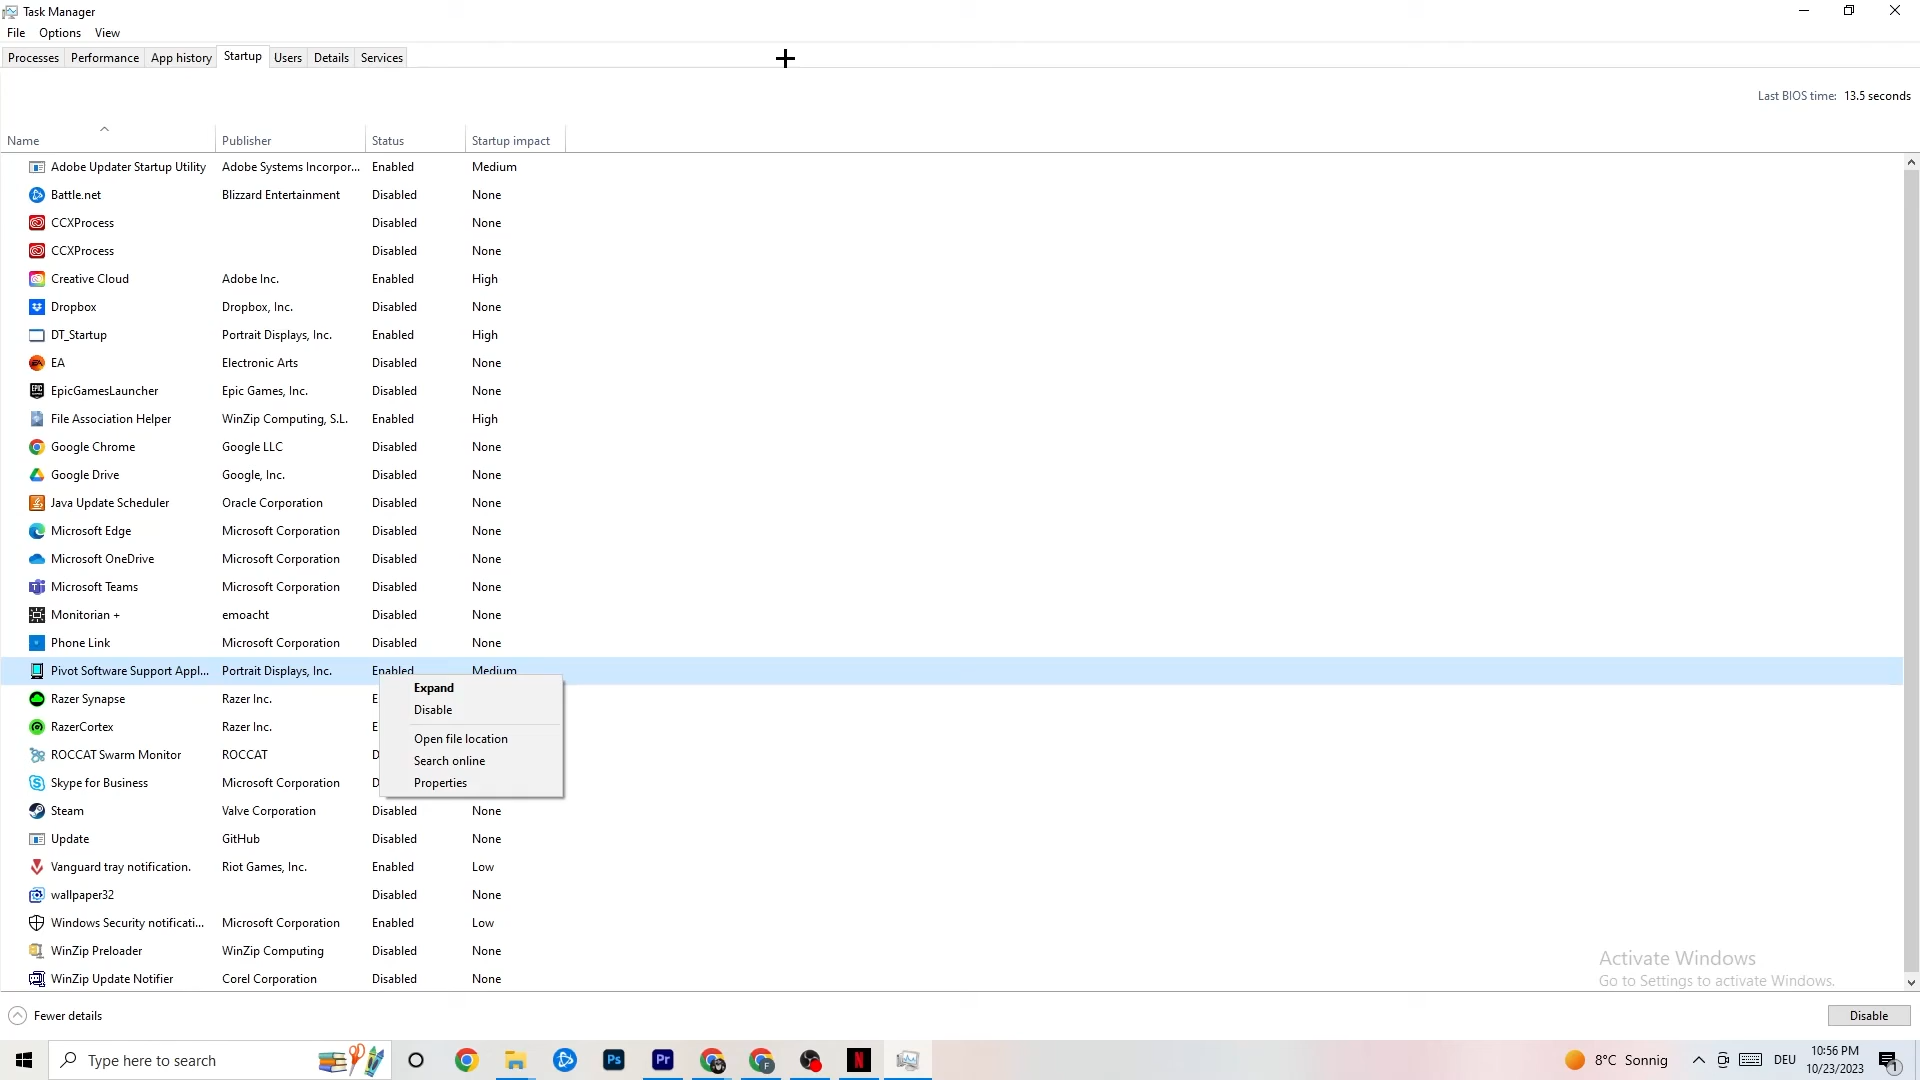 Task Manager
File Options View
Processes Performance App history Startup Users Details Services
Last BIOS time: 13.5 seconds
Name Publisher Status Startup impact
Adobe Updater Startup Utility Adobe Systems Incorpor... Enabled Medium
Battle.net Blizzard Entertainment Disabled None
CCXProcess Disabled None
CCXProcess Disabled None
Creative Cloud Adobe Inc. Enabled High
Dropbox Dropbox, Inc. Disabled None
DT_Startup Portrait Displays, Inc. Enabled High
EA Electronic Arts Disabled None
EpicGamesLauncher Epic Games, Inc. Disabled None
File Association Helper WinZip Computing, S.L. Enabled High
Google Chrome Google LLC Disabled None
Google Drive Google, Inc. Disabled None
Java Update Scheduler Oracle Corporation Disabled None
Microsoft Edge Microsoft Corporation Disabled None
Microsoft OneDrive Microsoft Corporation Disabled None
Microsoft Teams Microsoft Corporation Disabled None
Monitorian + emoacht Disabled None
Phone Link Microsoft Corporation Disabled None
Pivot Software Support Appl... Portrait Displays, Inc. Enabled Medium
Expand
Razer Synapse Razer Inc. E
Disable
RazerCortex Razer Inc. E
Open file location
ROCCAT Swarm Monitor ROCCAT D
Search online
Skype for Business Microsoft Corporation D
Properties
Steam Valve Corporation Disabled None
Update GitHub Disabled None
Vanguard tray notification. Riot Games, Inc. Enabled Low
wallpaper32 Disabled None
Windows Security notificati... Microsoft Corporation Enabled Low
WinZip Preloader WinZip Computing Disabled None
WinZip Update Notifier Corel Corporation Disabled None
Activate Windows
Go to Settings to activate Windows.
Fewer details Disable
Type here to search Ps Pr F N 8°C Sonnig DEU 10:56 PM
10/23/2023 1